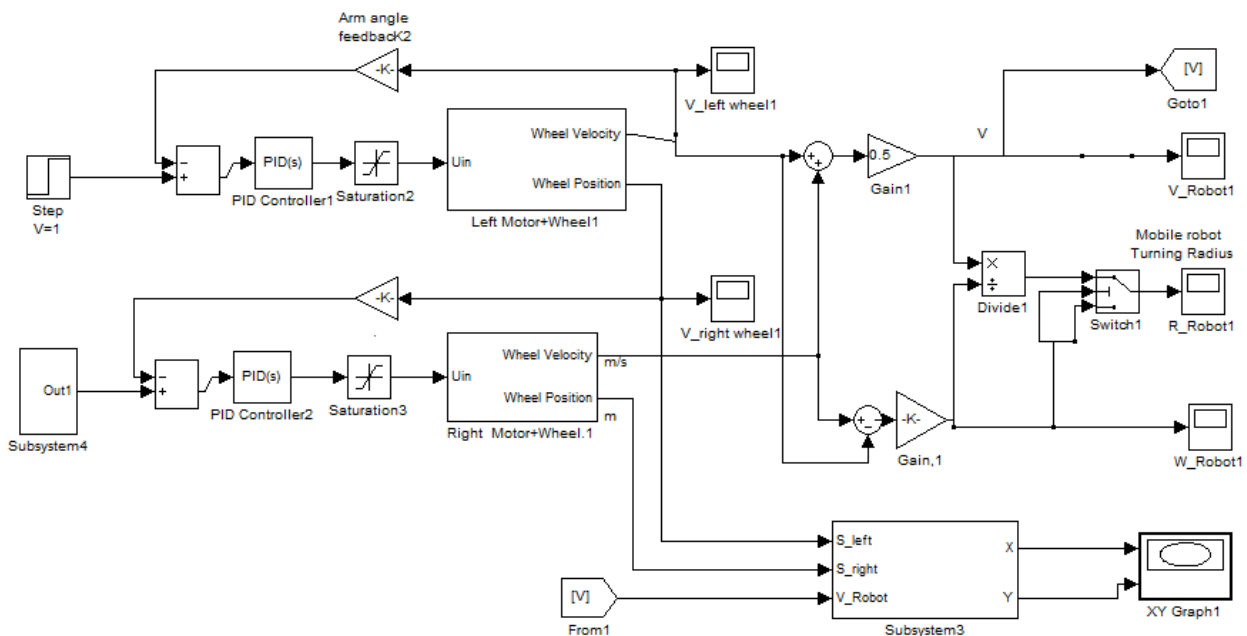 Arm angle
feedbacK2
-K-
V_left wheel1
[V]
Goto1
V
Step
V=1
−
+
PID(s)
PID Controller1
Saturation2
Uin
Wheel Velocity
Wheel Position
Left Motor+Wheel1
+
+
0.5
Gain1
V_Robot1
Mobile robot
Turning Radius
×
÷
Divide1
Switch1
R_Robot1
-K-
V_right wheel1
Out1
Subsystem4
−
+
PID(s)
PID Controller2
Saturation3
Uin
Wheel Velocity
Wheel Position
m/s
m
Right Motor+Wheel.1
+
−
-K-
Gain,1
W_Robot1
S_left
S_right
V_Robot
X
Y
Subsystem3
[V]
From1
XY Graph1